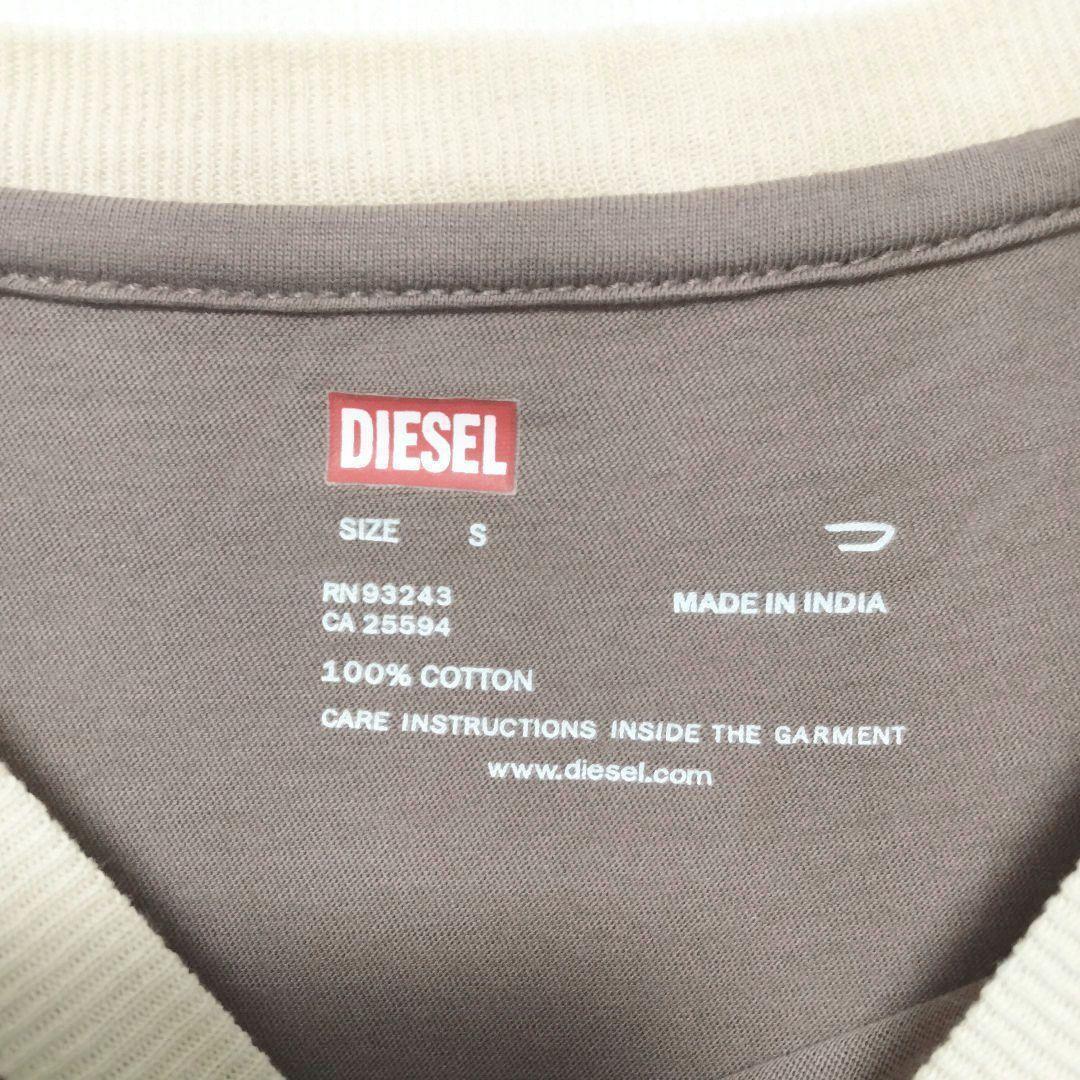 DIESEL
SIZE S
RN 93243
CA 25594
MADE IN INDIA
100% COTTON
CARE INSTRUCTIONS INSIDE THE GARMENT
www.diesel.com